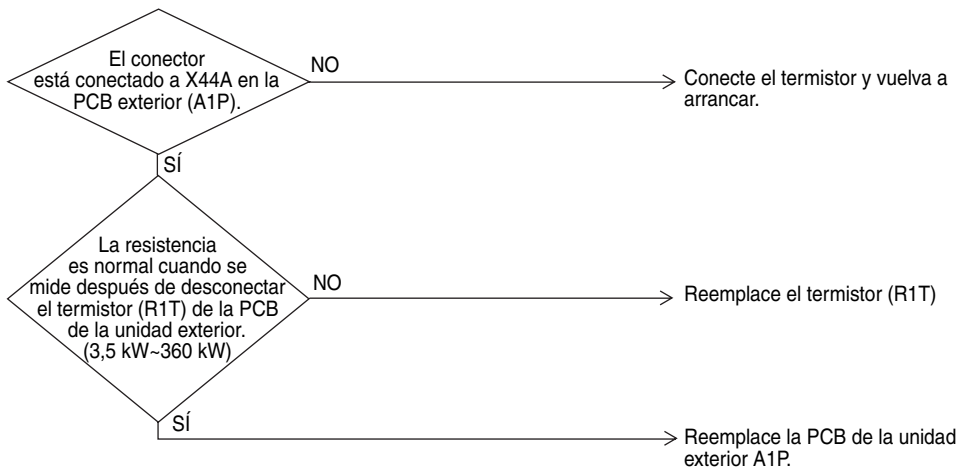 El conector
está conectado a X44A en la
PCB exterior (A1P).
NO
Conecte el termistor y vuelva a
arrancar.
SÍ
La resistencia
es normal cuando se
mide después de desconectar
el termistor (R1T) de la PCB
de la unidad exterior.
(3,5 kW~360 kW)
NO
Reemplace el termistor (R1T)
SÍ
Reemplace la PCB de la unidad
exterior A1P.